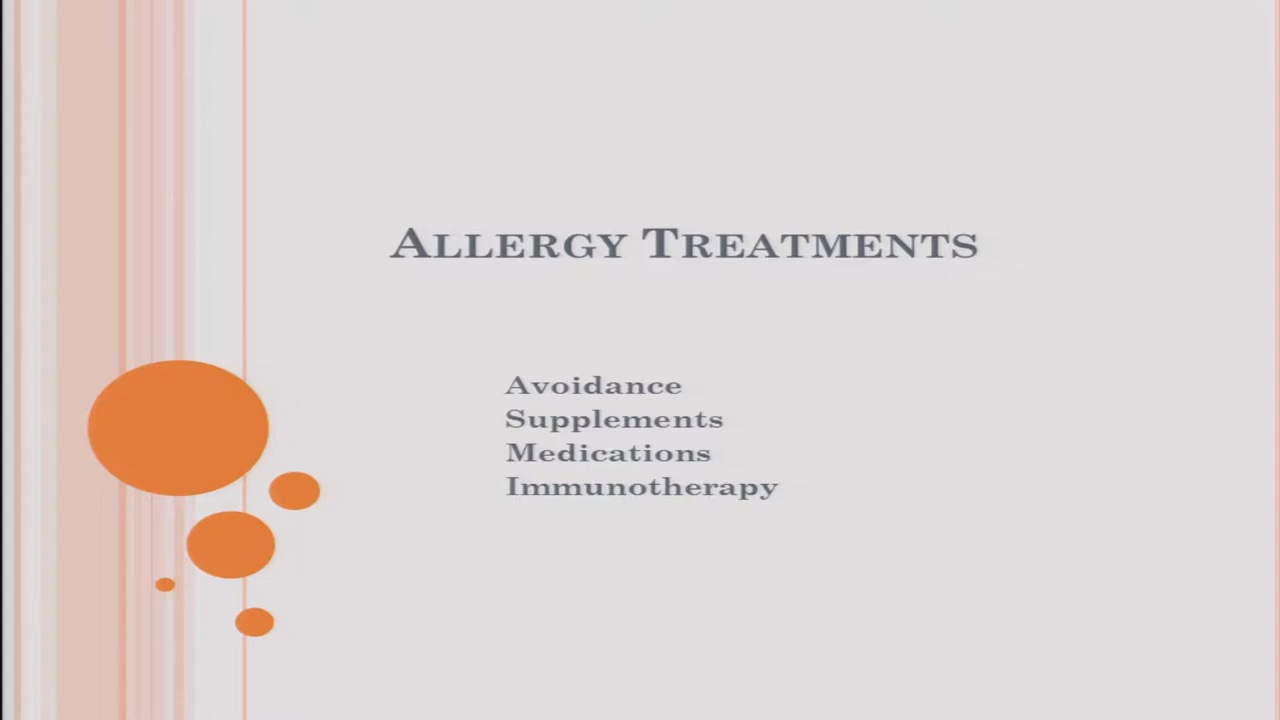 Allergy Treatments
Avoidance
Supplements
Medications
Immunotherapy